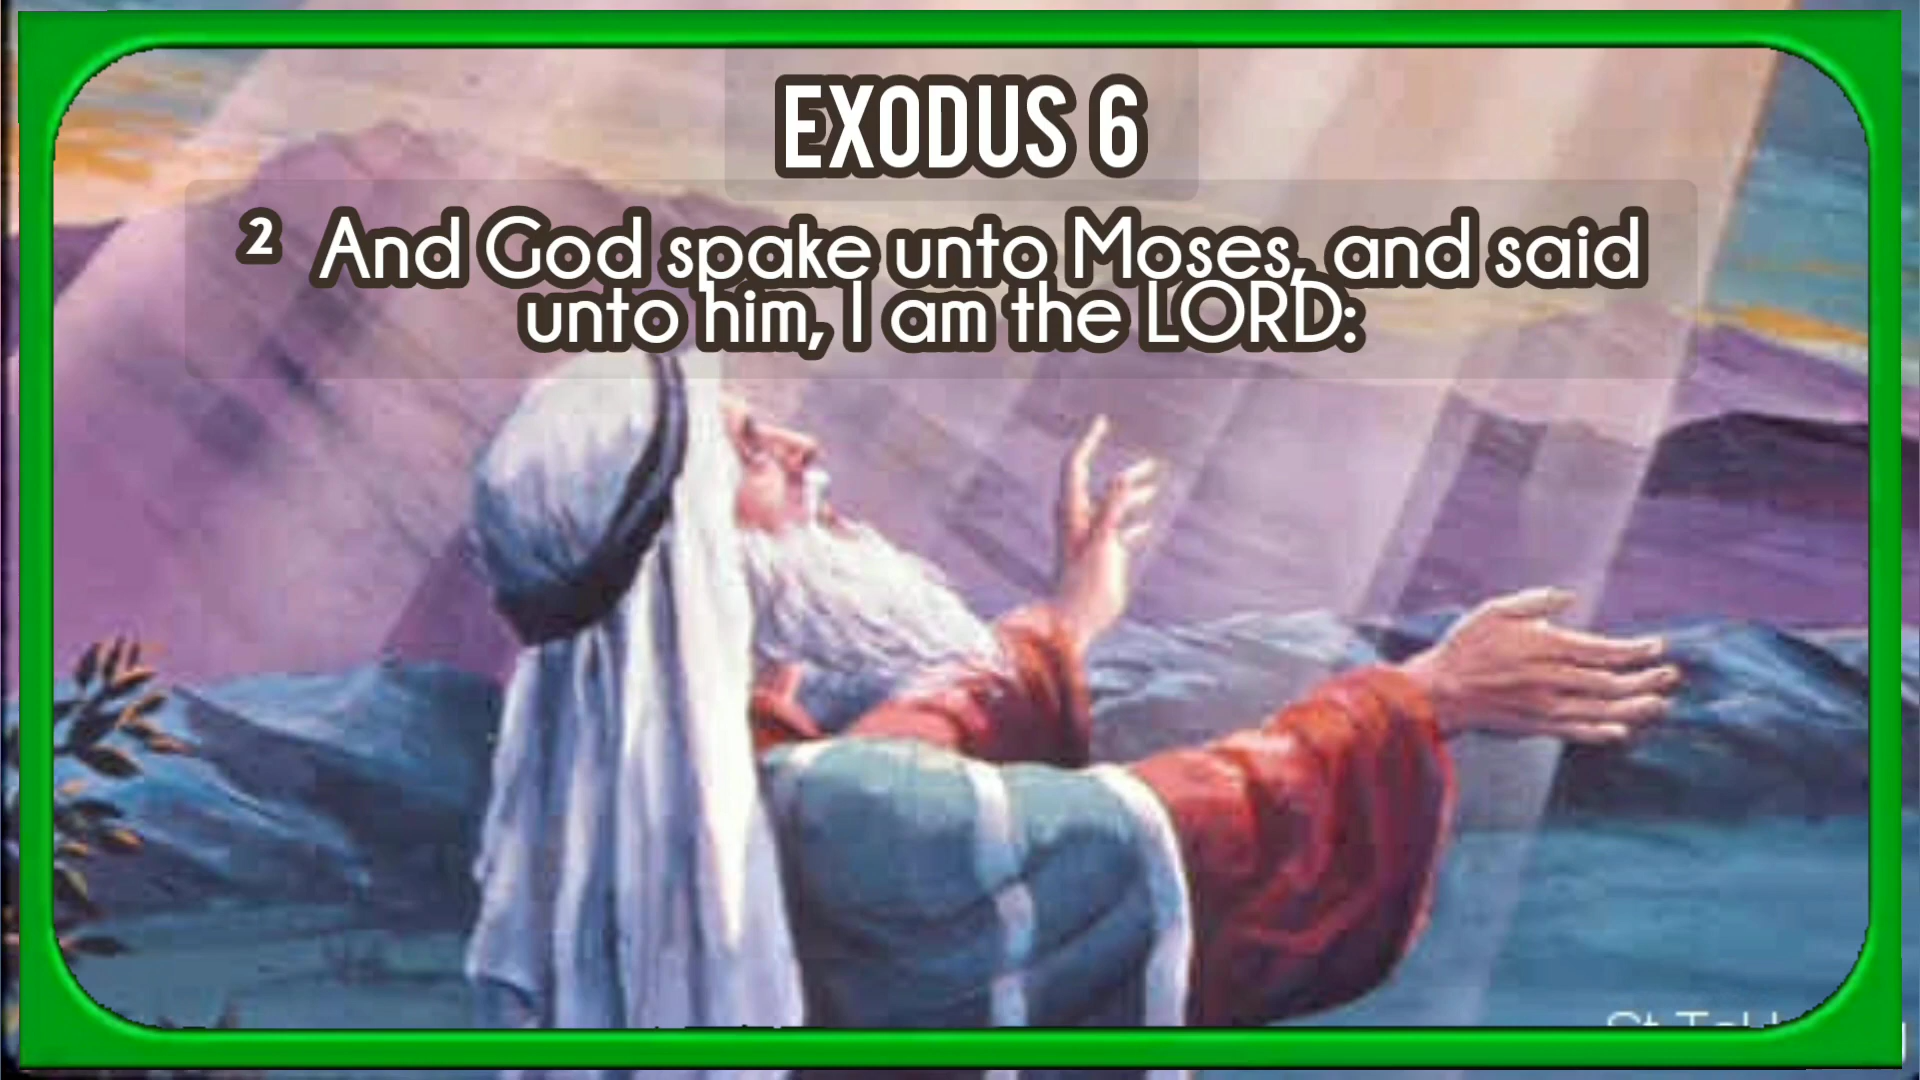 EXODUS 6
² And God spake unto Moses, and said
unto him, I am the LORD: